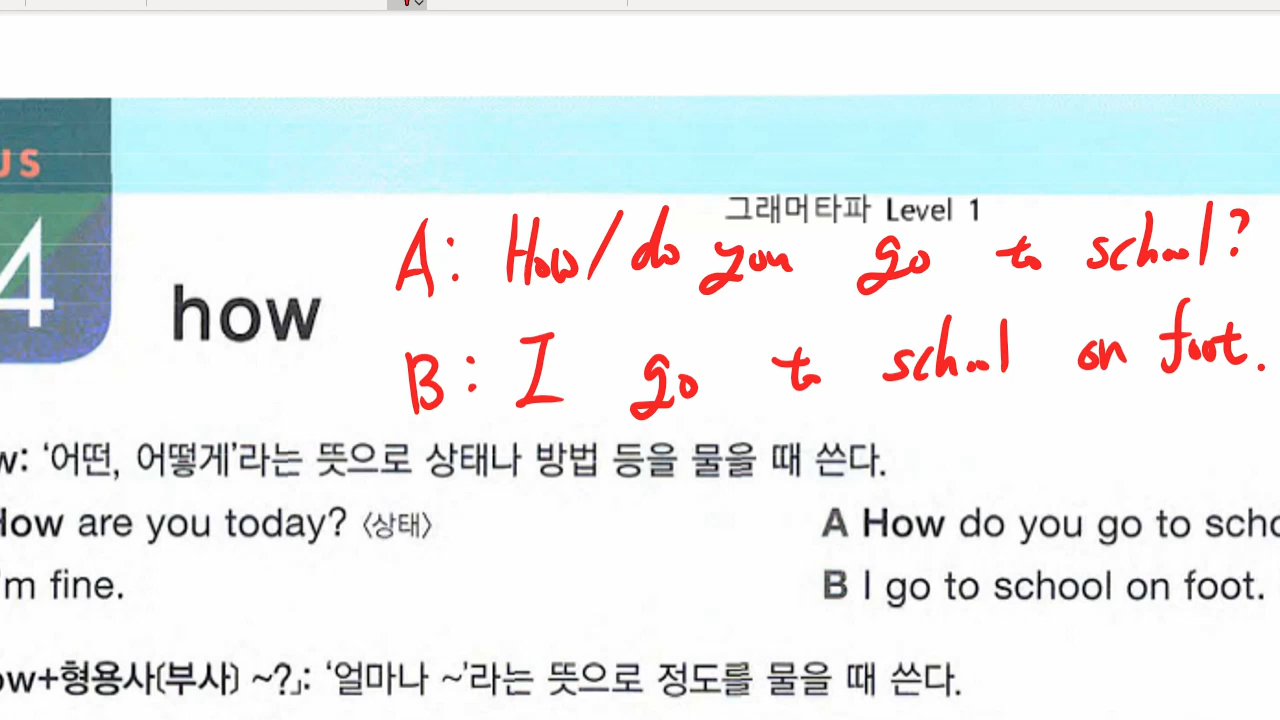 US
그래머타파 Level 1
4
how
A: How/do you go to school?
B: I go to school on foot.
w: '어떤, 어떻게'라는 뜻으로 상태나 방법 등을 물을 때 쓴다.
How are you today? 〈상태〉 A How do you go to scho
'm fine. B I go to school on foot.
ow+형용사(부사) ~?」: '얼마나 ~'라는 뜻으로 정도를 물을 때 쓴다.